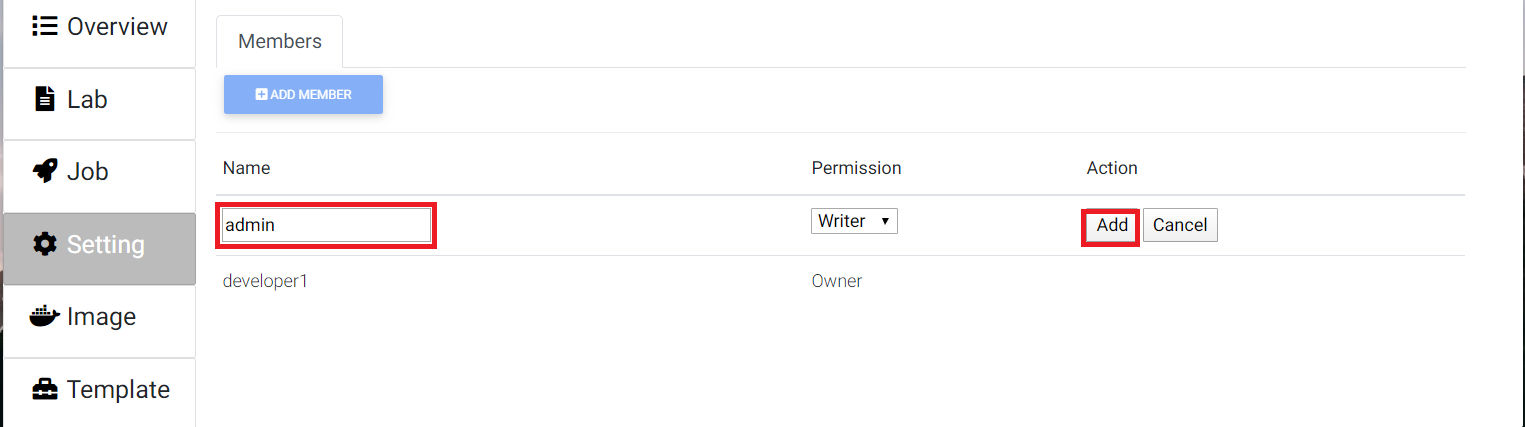 Overview
Lab
Job
Setting
Image
Template
Members
ADD MEMBER
Name Permission Action
admin Writer Add Cancel
developer1 Owner